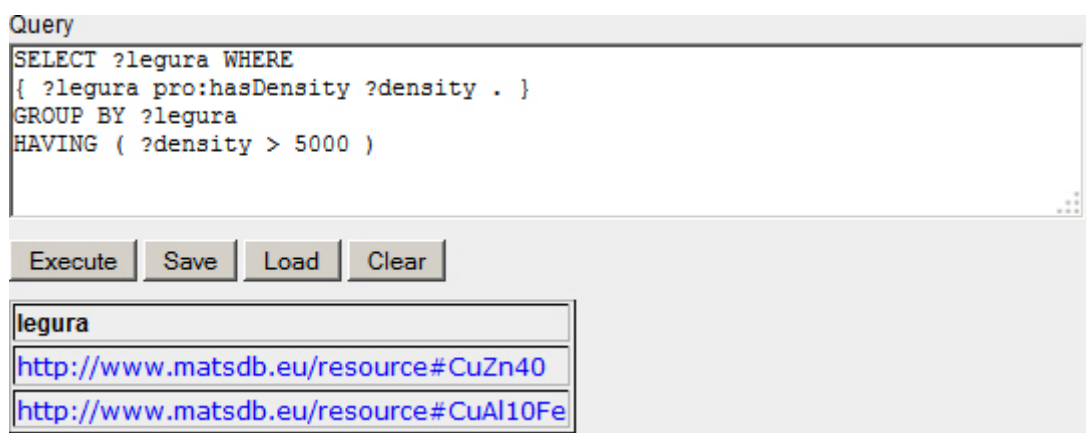 Query
SELECT ?legura WHERE
{ ?legura pro:hasDensity ?density . }
GROUP BY ?legura
HAVING ( ?density > 5000 )
Execute Save Load Clear
legura
http://www.matsdb.eu/resource#CuZn40
http://www.matsdb.eu/resource#CuAl10Fe